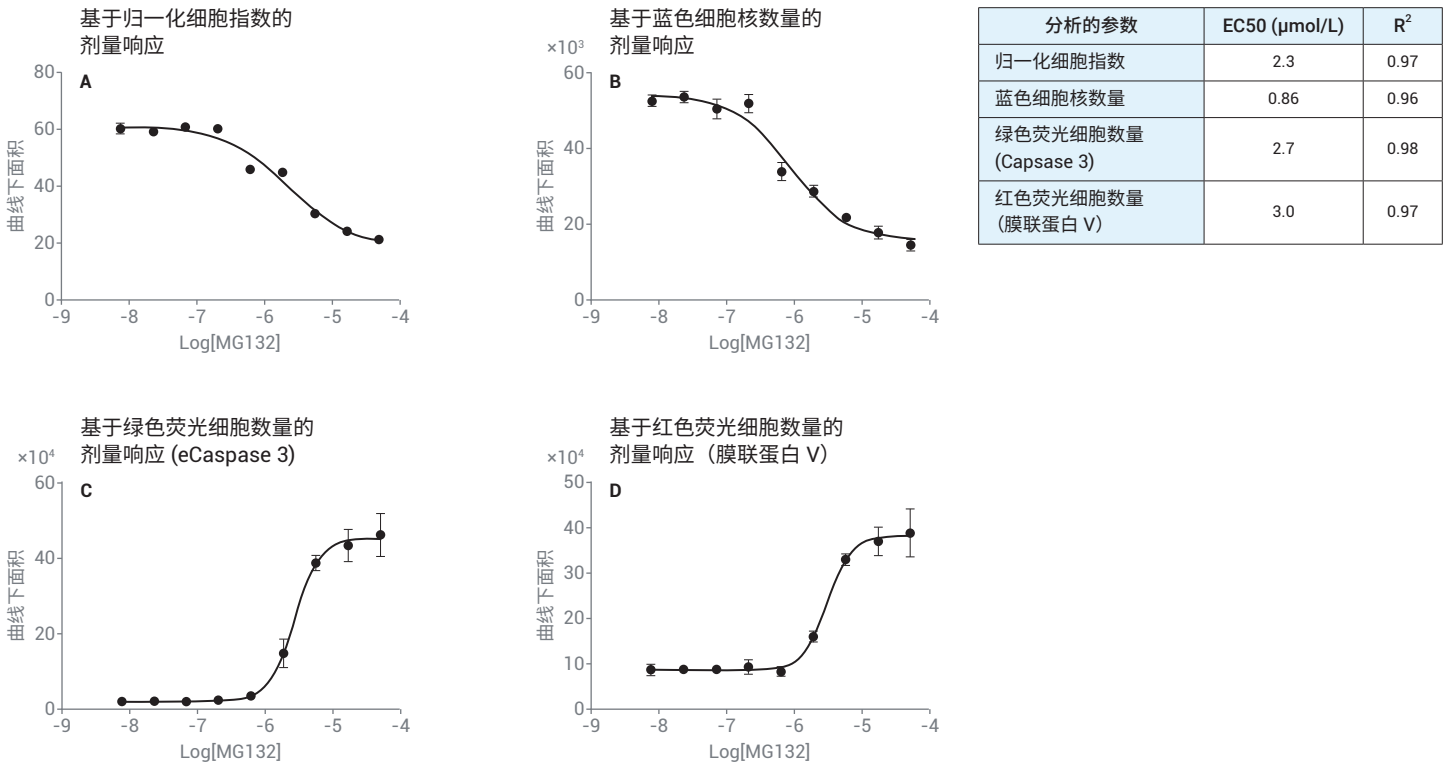 基于归一化细胞指数的
剂量响应
A
80
60
40
20
0
曲线下面积
-9 -8 -7 -6 -5 -4
Log[MG132]
基于蓝色细胞核数量的
剂量响应
×10³
B
60
40
20
0
曲线下面积
-9 -8 -7 -6 -5 -4
Log[MG132]
分析的参数 EC50 (µmol/L) R²
归一化细胞指数 2.3 0.97
蓝色细胞核数量 0.86 0.96
绿色荧光细胞数量
(Capsase 3) 2.7 0.98
红色荧光细胞数量
（膜联蛋白 V） 3.0 0.97
基于绿色荧光细胞数量的
剂量响应 (eCaspase 3)
×10⁴
C
60
40
20
0
曲线下面积
-9 -8 -7 -6 -5 -4
Log[MG132]
基于红色荧光细胞数量的
剂量响应（膜联蛋白 V）
×10⁴
D
50
40
30
20
10
0
曲线下面积
-9 -8 -7 -6 -5 -4
Log[MG132]